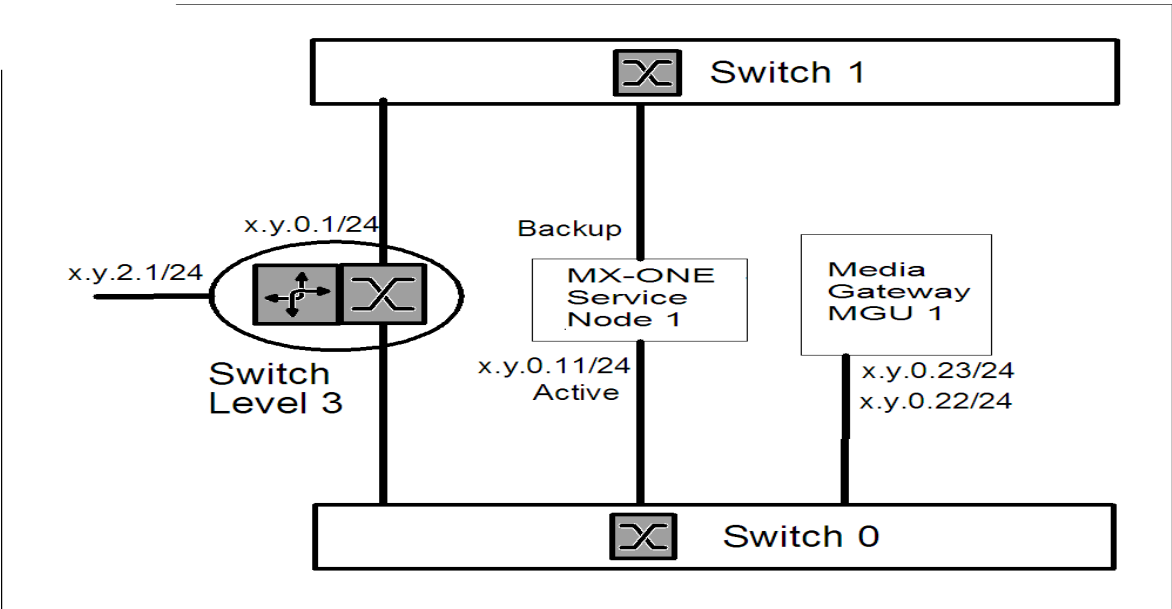 Switch 1
x.y.0.1/24
Backup
x.y.2.1/24
MX-ONE
Service
Node 1
Media
Gateway
MGU 1
Switch
Level 3
x.y.0.11/24
Active
x.y.0.23/24
x.y.0.22/24
Switch 0